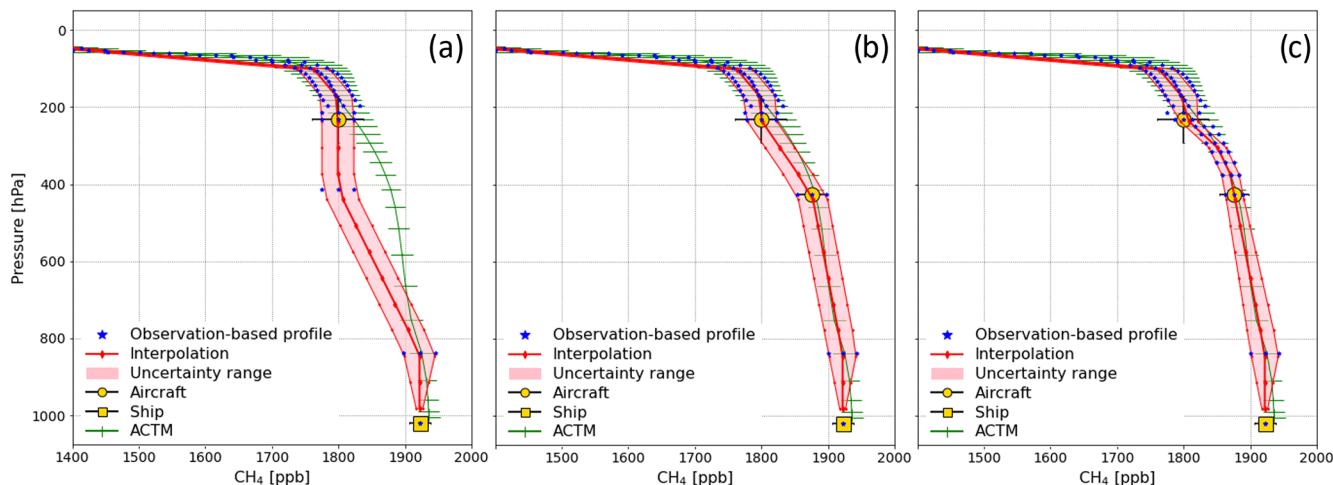 (a)
(b)
(c)
0
200
400
600
800
1000
Pressure [hPa]
Observation-based profile
Interpolation
Uncertainty range
Aircraft
Ship
ACTM
Observation-based profile
Interpolation
Uncertainty range
Aircraft
Ship
ACTM
Observation-based profile
Interpolation
Uncertainty range
Aircraft
Ship
ACTM
1400 1500 1600 1700 1800 1900 2000
1500 1600 1700 1800 1900 2000
1500 1600 1700 1800 1900 2000
CH₄ [ppb]
CH₄ [ppb]
CH₄ [ppb]